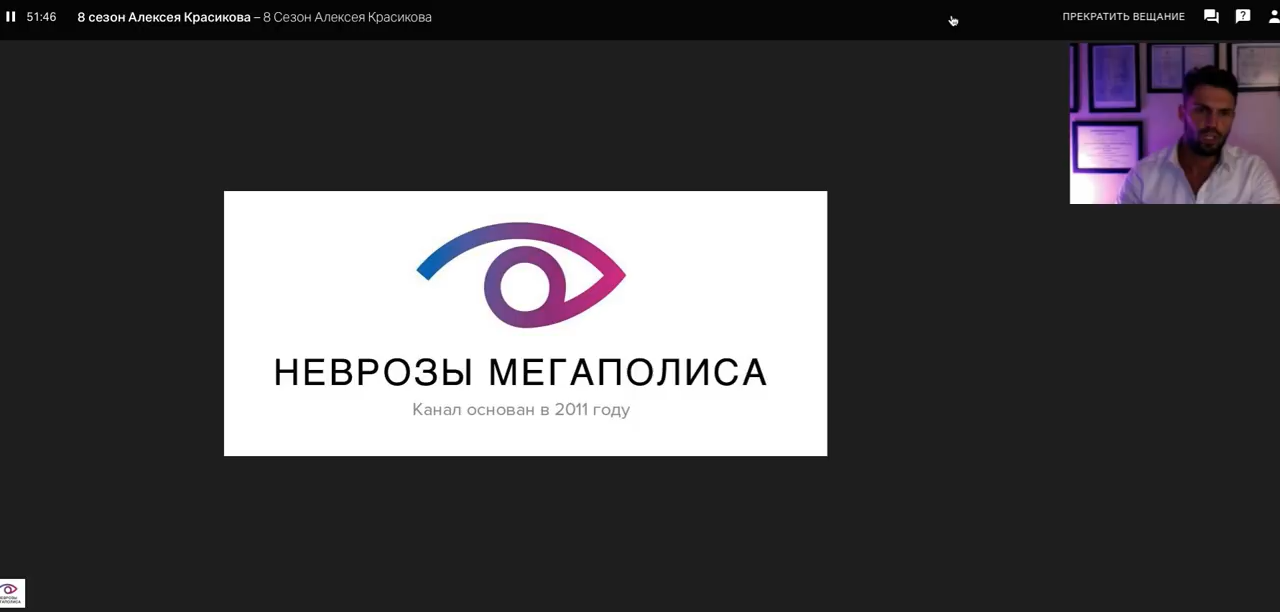 51:46
8 сезон Алексея Красикова – 8 Сезон Алексея Красикова
ПРЕКРАТИТЬ ВЕЩАНИЕ
НЕВРОЗЫ МЕГАПОЛИСА
Канал основан в 2011 году